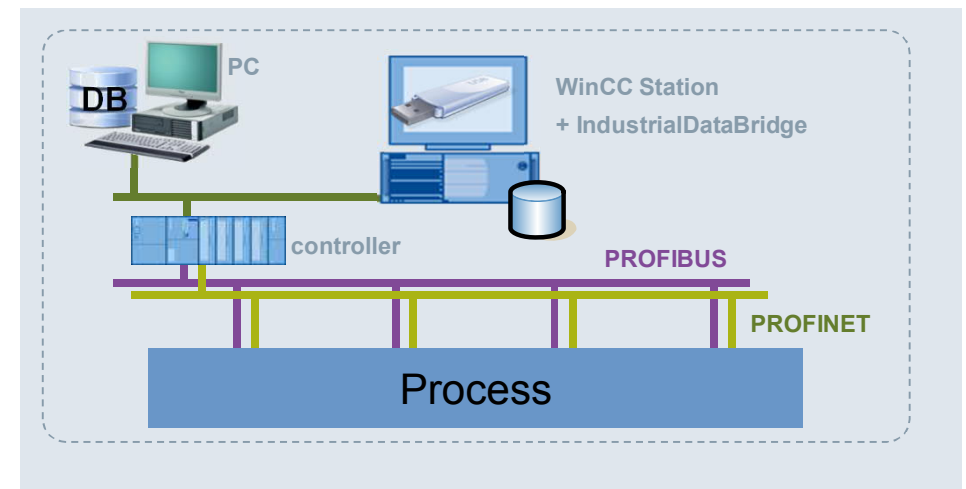 PC
DB
WinCC Station
+ IndustrialDataBridge
controller
PROFIBUS
PROFINET
Process